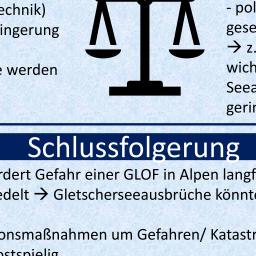 echnik)
ingerung
e werden
- pol
gese
→ z.
wich
Seea
gerin
Schlussfolgerung
rdert Gefahr einer GLOF in Alpen langf
edelt → Gletscherseeausbrüche könnte
onsmaßnahmen um Gefahren/ Katastr
ostspielig